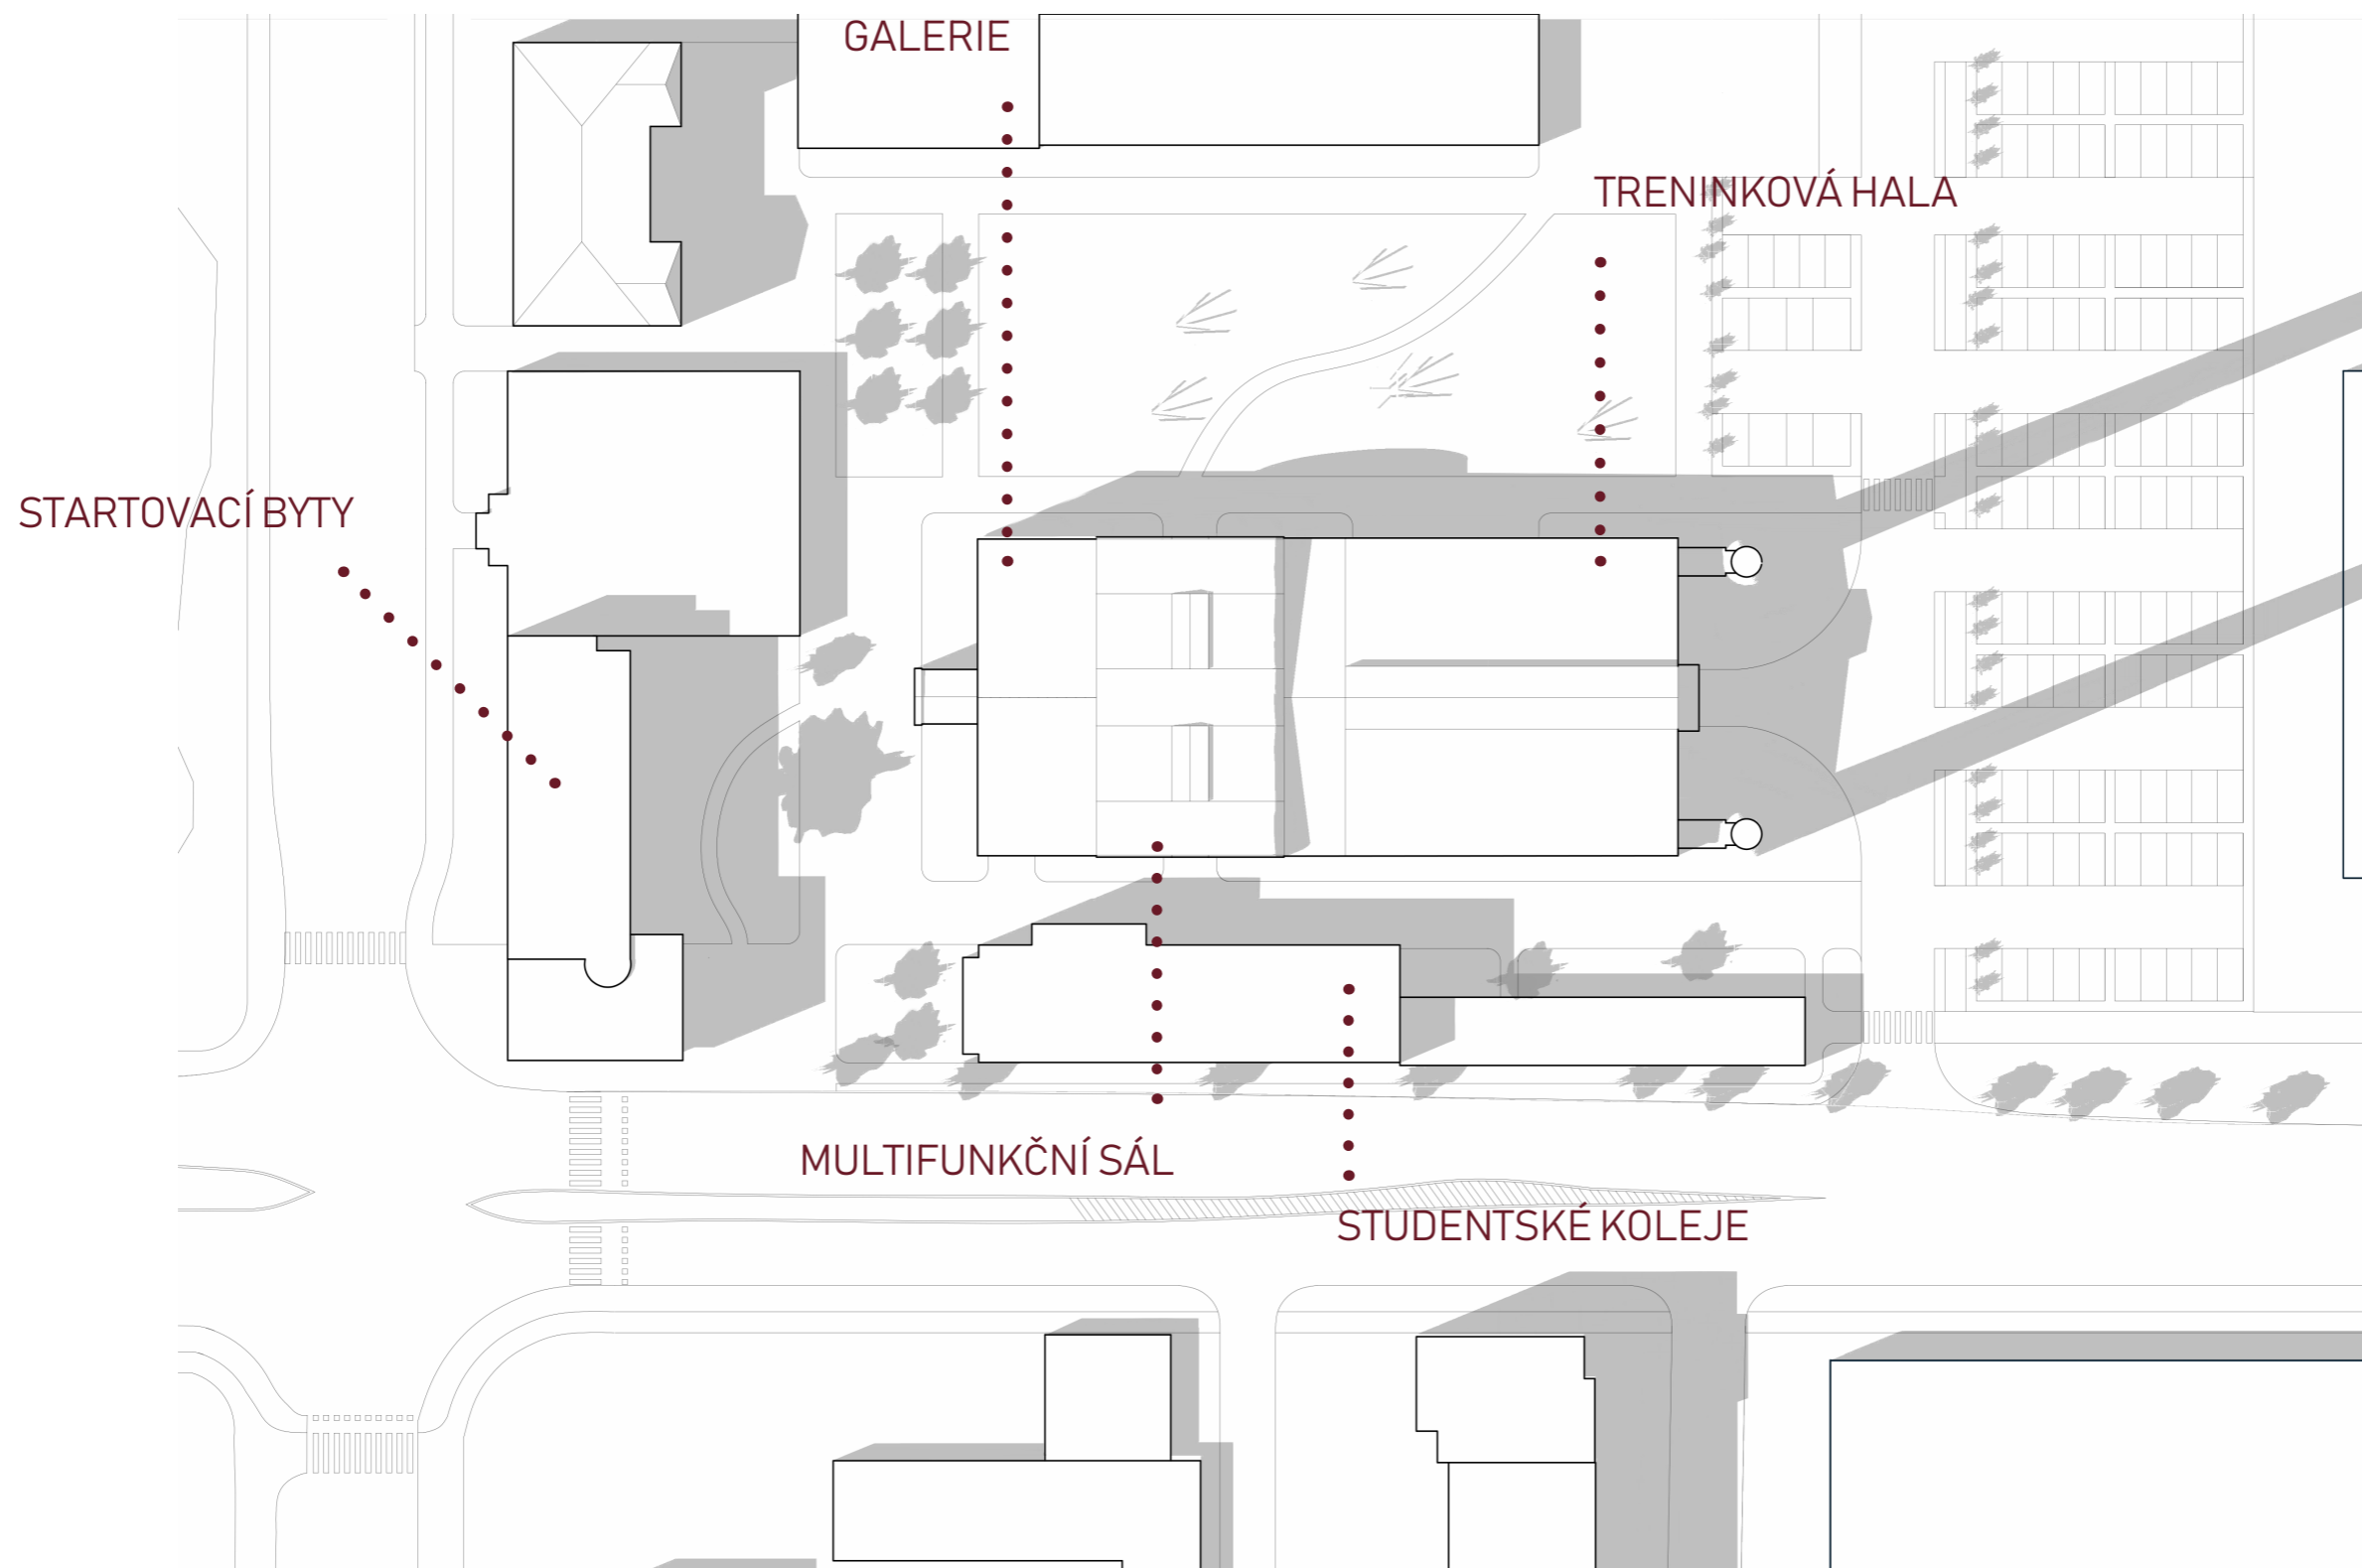 GALERIE
TRENINKOVÁ HALA
STARTOVACÍ BYTY
MULTIFUNKČNÍ SÁL
STUDENTSKÉ KOLEJE